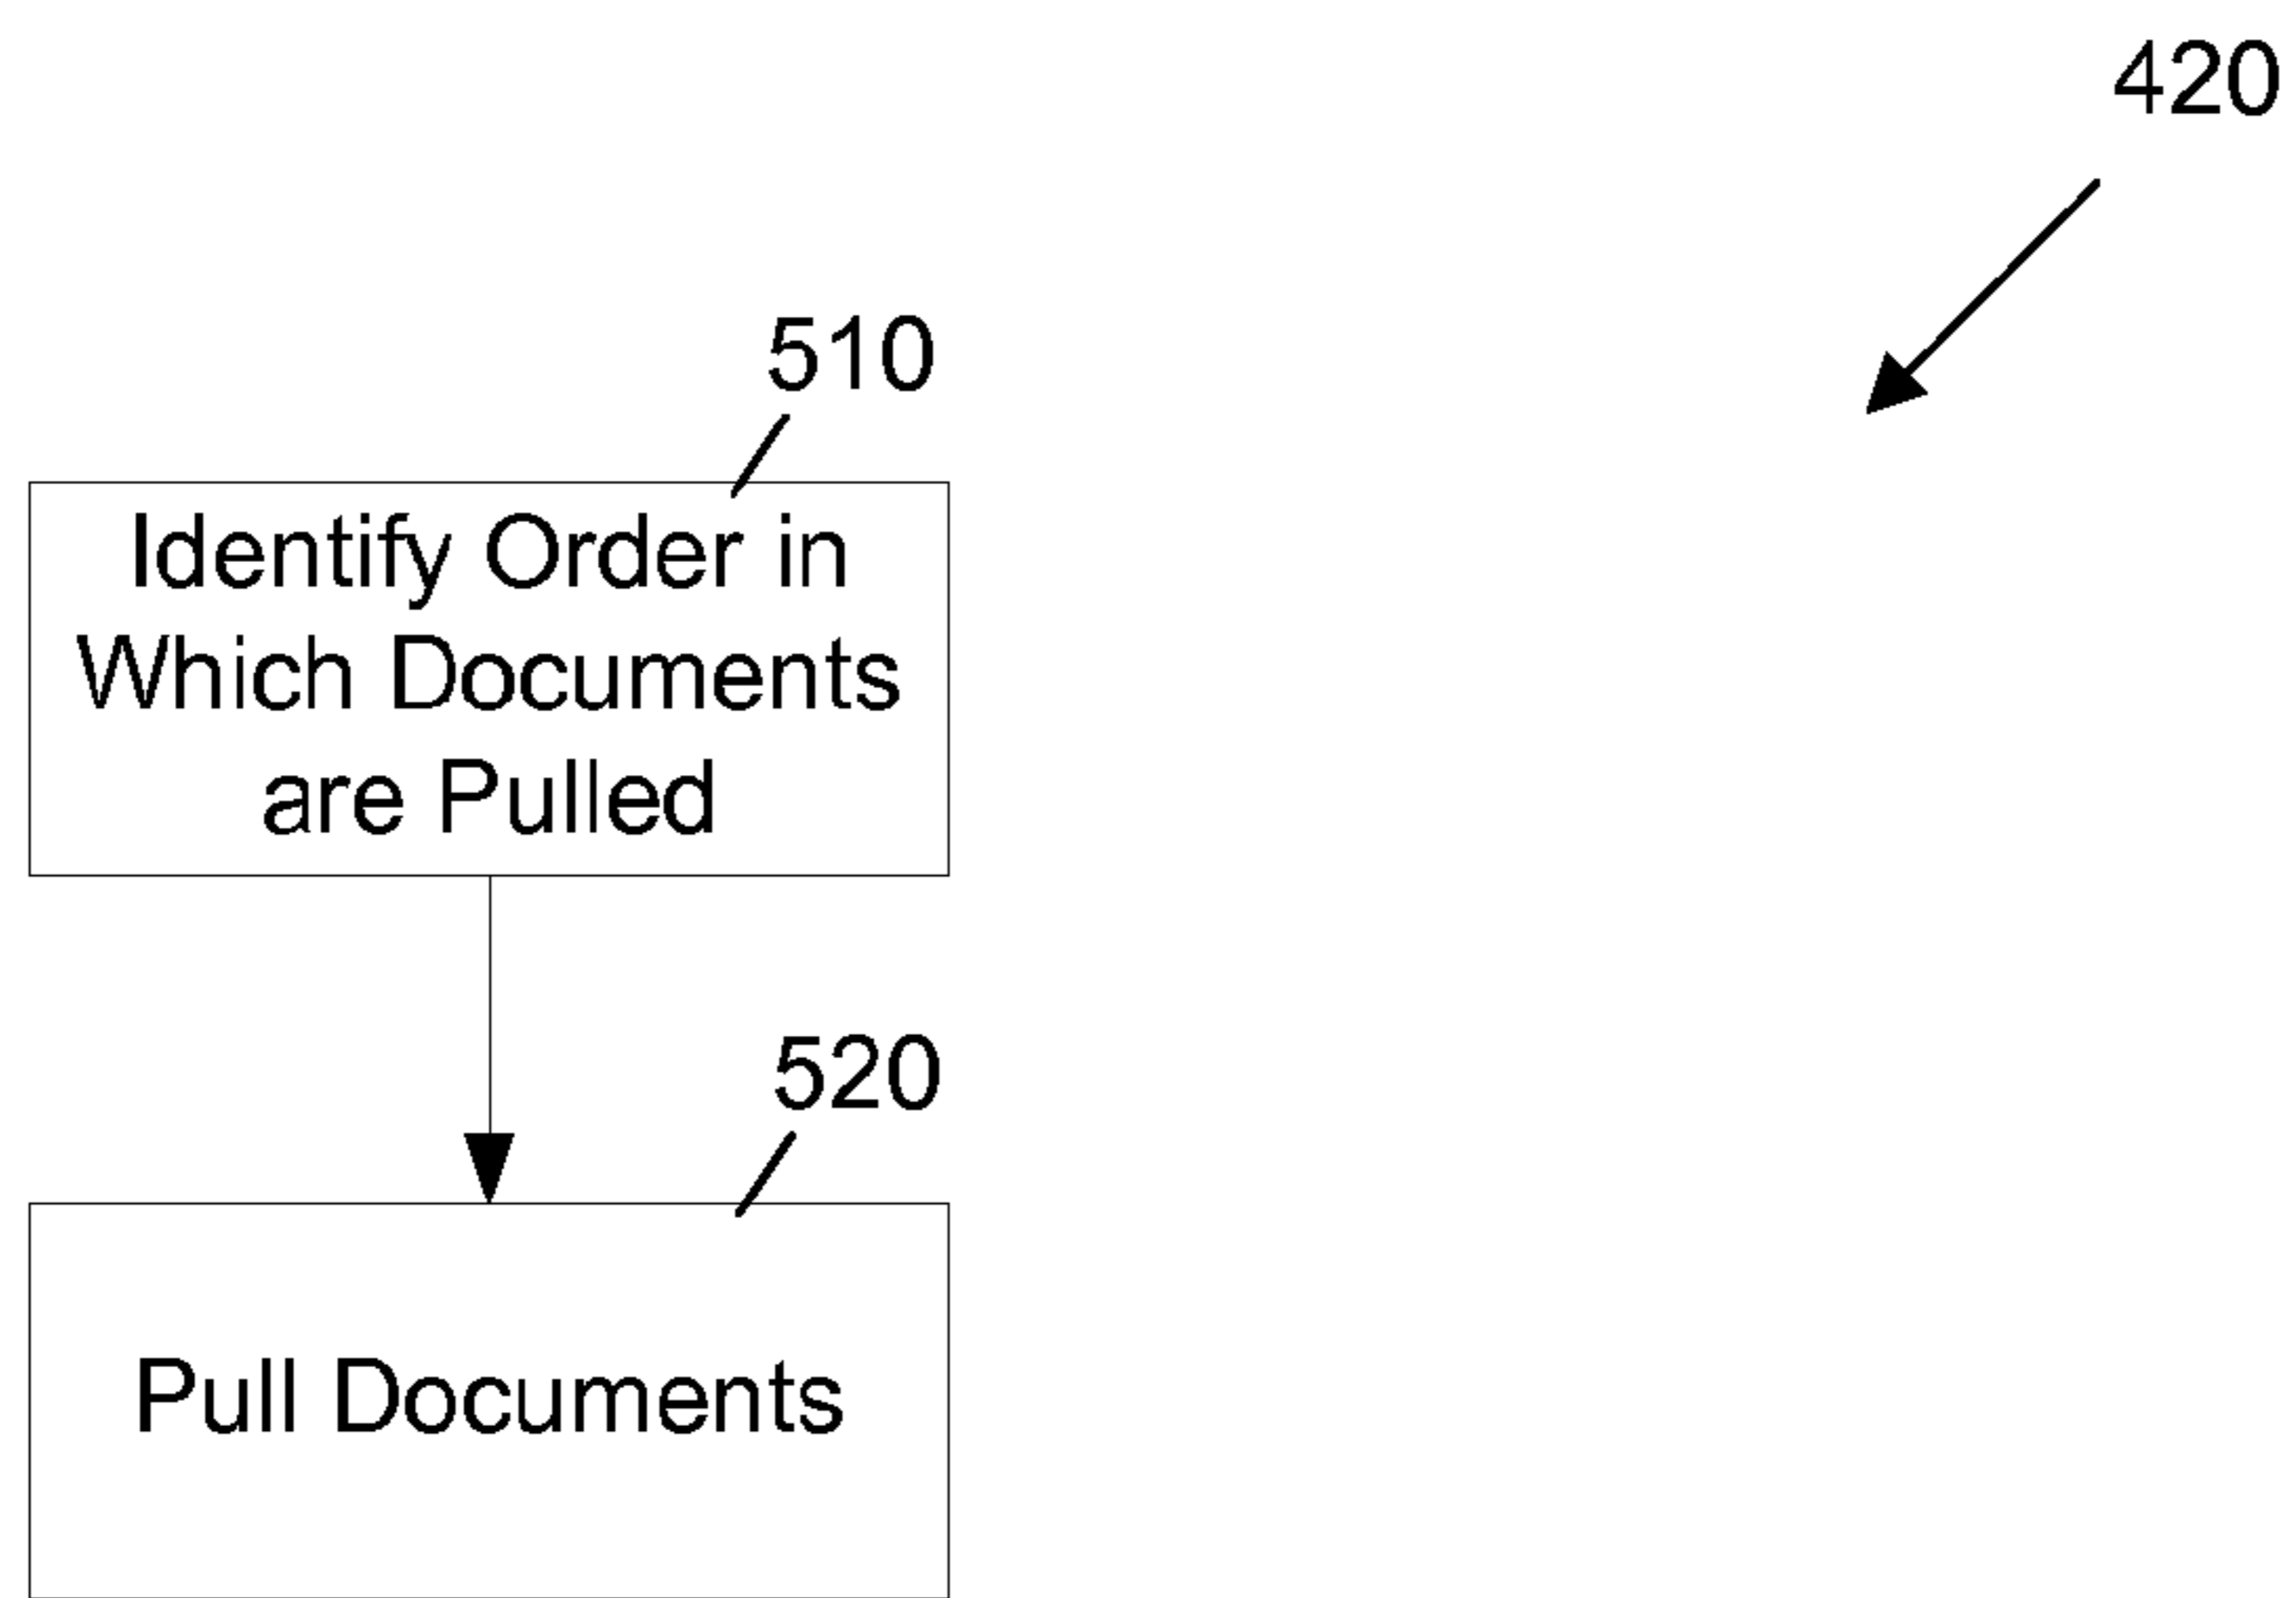 420
510
Identify Order in
Which Documents
are Pulled
520
Pull Documents